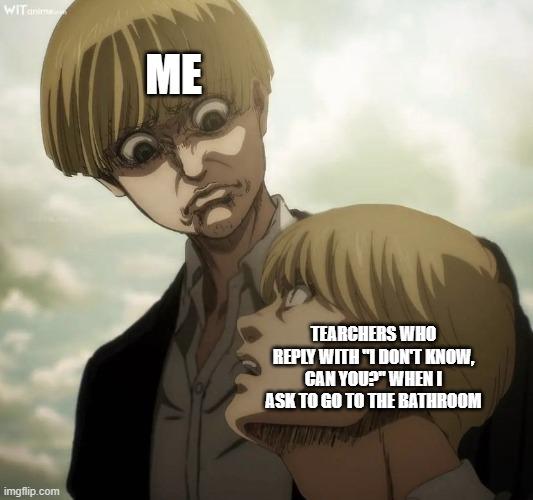 WITanime.com
ME
TEARCHERS WHO
REPLY WITH "I DON'T KNOW,
CAN YOU?" WHEN I
ASK TO GO TO THE BATHROOM
imgflip.com